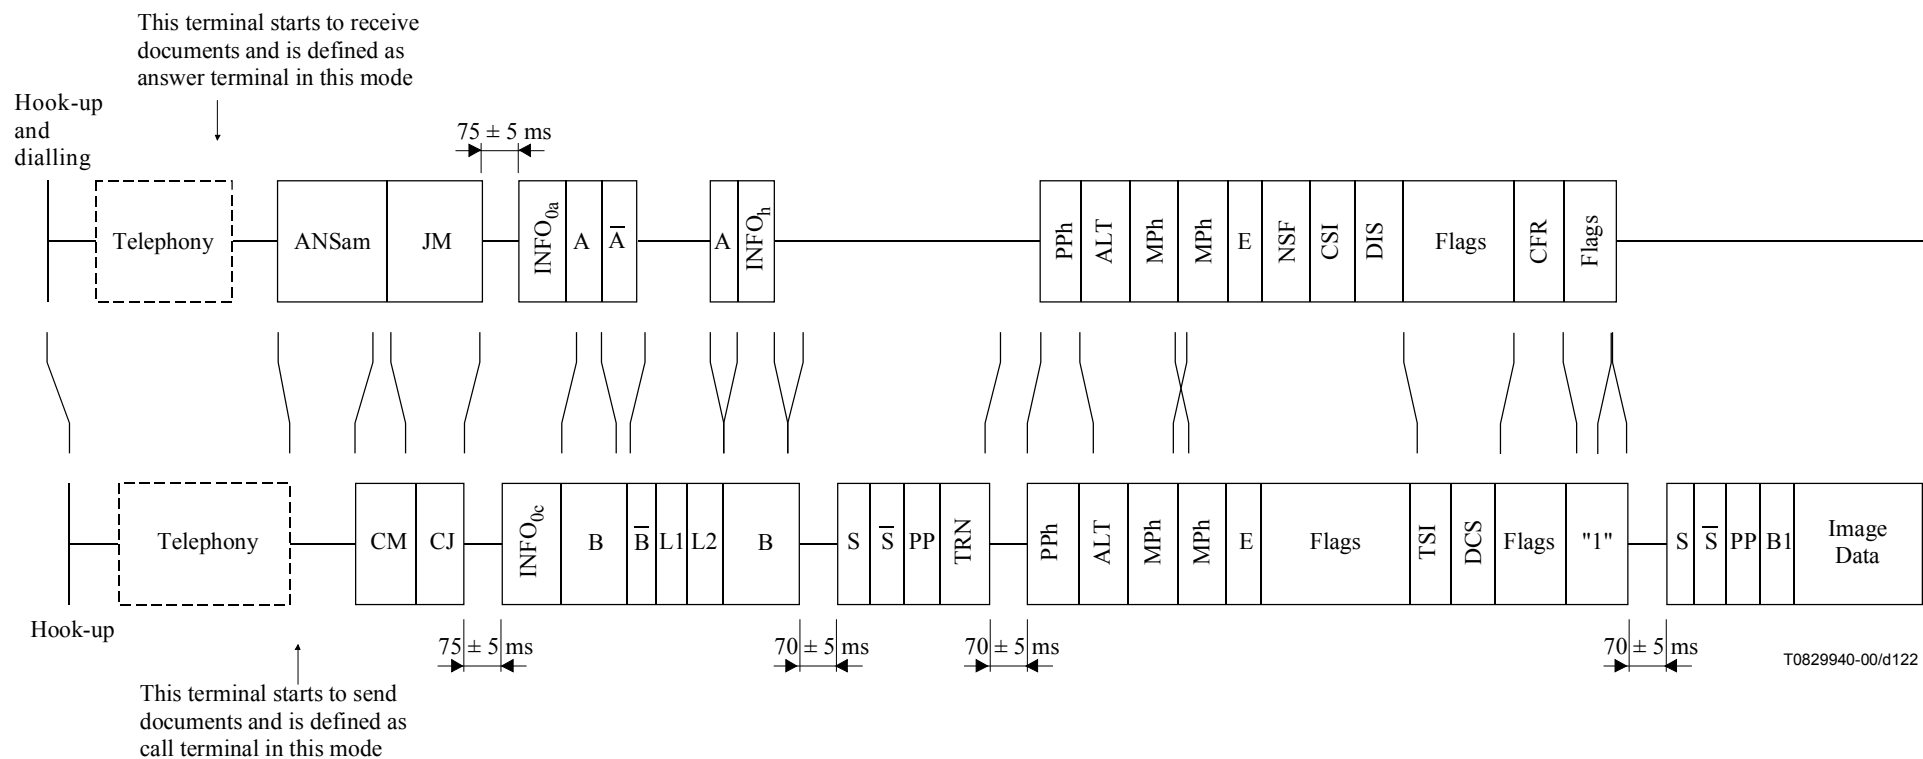 This terminal starts to receive
documents and is defined as
answer terminal in this mode
Hook-up
and
dialling
75 ± 5 ms
Telephony
ANSam
JM
INFO0a
A
A̅
A
INFOh
PPh
ALT
MPh
MPh
E
NSF
CSI
DIS
Flags
CFR
Flags
Telephony
CM
CJ
INFO0c
B
B̅
L1
L2
B
S
S̅
PP
TRN
PPh
ALT
MPh
MPh
E
Flags
TSI
DCS
Flags
"1"
S
S̅
PP
B1
Image
Data
Hook-up
75 ± 5 ms
70 ± 5 ms
70 ± 5 ms
70 ± 5 ms
T0829940-00/d122
This terminal starts to send
documents and is defined as
call terminal in this mode